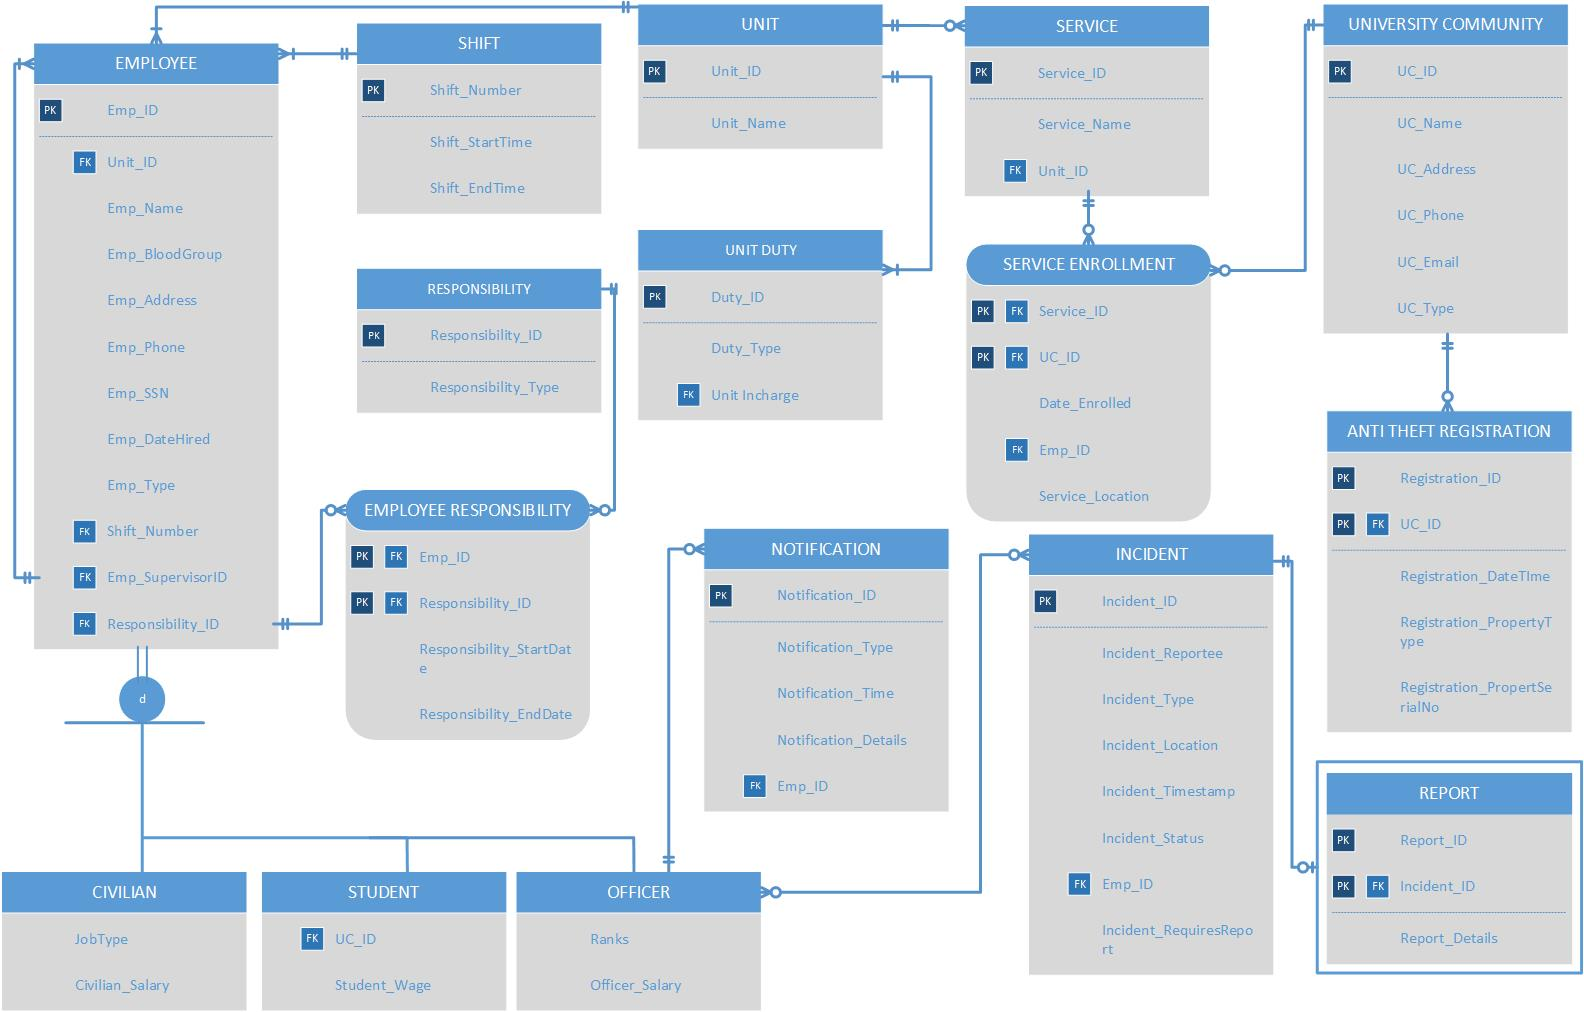 EMPLOYEE
PK Emp_ID
FK Unit_ID
Emp_Name
Emp_BloodGroup
Emp_Address
Emp_Phone
Emp_SSN
Emp_DateHired
Emp_Type
FK Shift_Number
FK Emp_SupervisorID
FK Responsibility_ID
d
SHIFT
PK Shift_Number
Shift_StartTime
Shift_EndTime
RESPONSIBILITY
PK Responsibility_ID
Responsibility_Type
EMPLOYEE RESPONSIBILITY
PK FK Emp_ID
PK FK Responsibility_ID
Responsibility_StartDat
e
Responsibility_EndDate
UNIT
PK Unit_ID
Unit_Name
UNIT DUTY
PK Duty_ID
Duty_Type
FK Unit Incharge
SERVICE
PK Service_ID
Service_Name
FK Unit_ID
SERVICE ENROLLMENT
PK FK Service_ID
PK FK UC_ID
Date_Enrolled
FK Emp_ID
Service_Location
UNIVERSITY COMMUNITY
PK UC_ID
UC_Name
UC_Address
UC_Phone
UC_Email
UC_Type
ANTI THEFT REGISTRATION
PK Registration_ID
PK FK UC_ID
Registration_DateTIme
Registration_PropertyT
ype
Registration_PropertSe
rialNo
NOTIFICATION
PK Notification_ID
Notification_Type
Notification_Time
Notification_Details
FK Emp_ID
INCIDENT
PK Incident_ID
Incident_Reportee
Incident_Type
Incident_Location
Incident_Timestamp
Incident_Status
FK Emp_ID
Incident_RequiresRepo
rt
REPORT
PK Report_ID
PK FK Incident_ID
Report_Details
CIVILIAN
JobType
Civilian_Salary
STUDENT
FK UC_ID
Student_Wage
OFFICER
Ranks
Officer_Salary